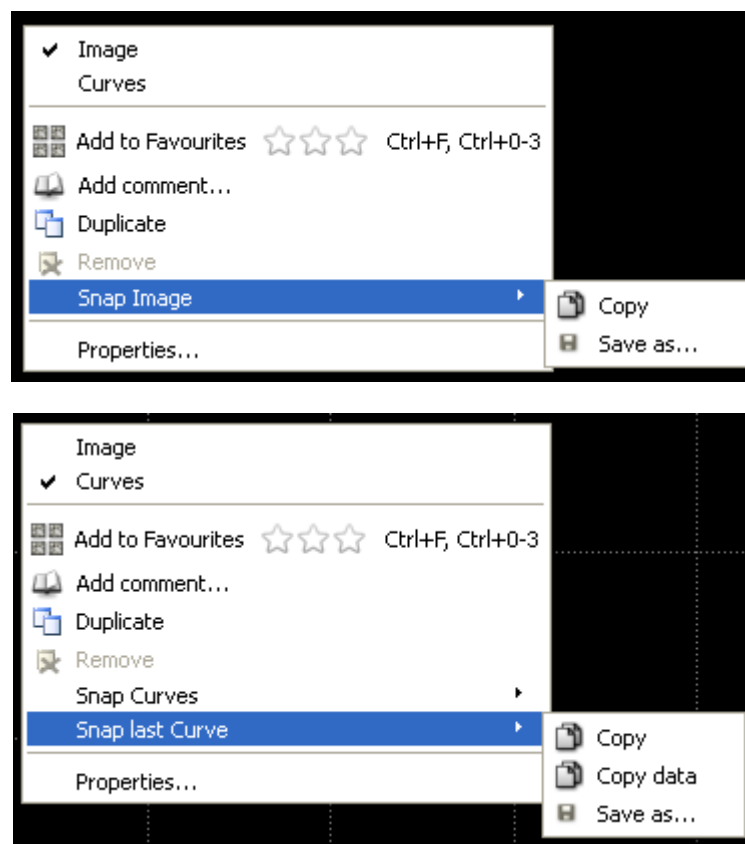 Image
Curves
Add to Favourites Ctrl+F, Ctrl+0-3
Add comment...
Duplicate
Remove
Snap Image
Copy
Save as...
Properties...
Image
Curves
Add to Favourites Ctrl+F, Ctrl+0-3
Add comment...
Duplicate
Remove
Snap Curves
Snap last Curve
Copy
Copy data
Save as...
Properties...